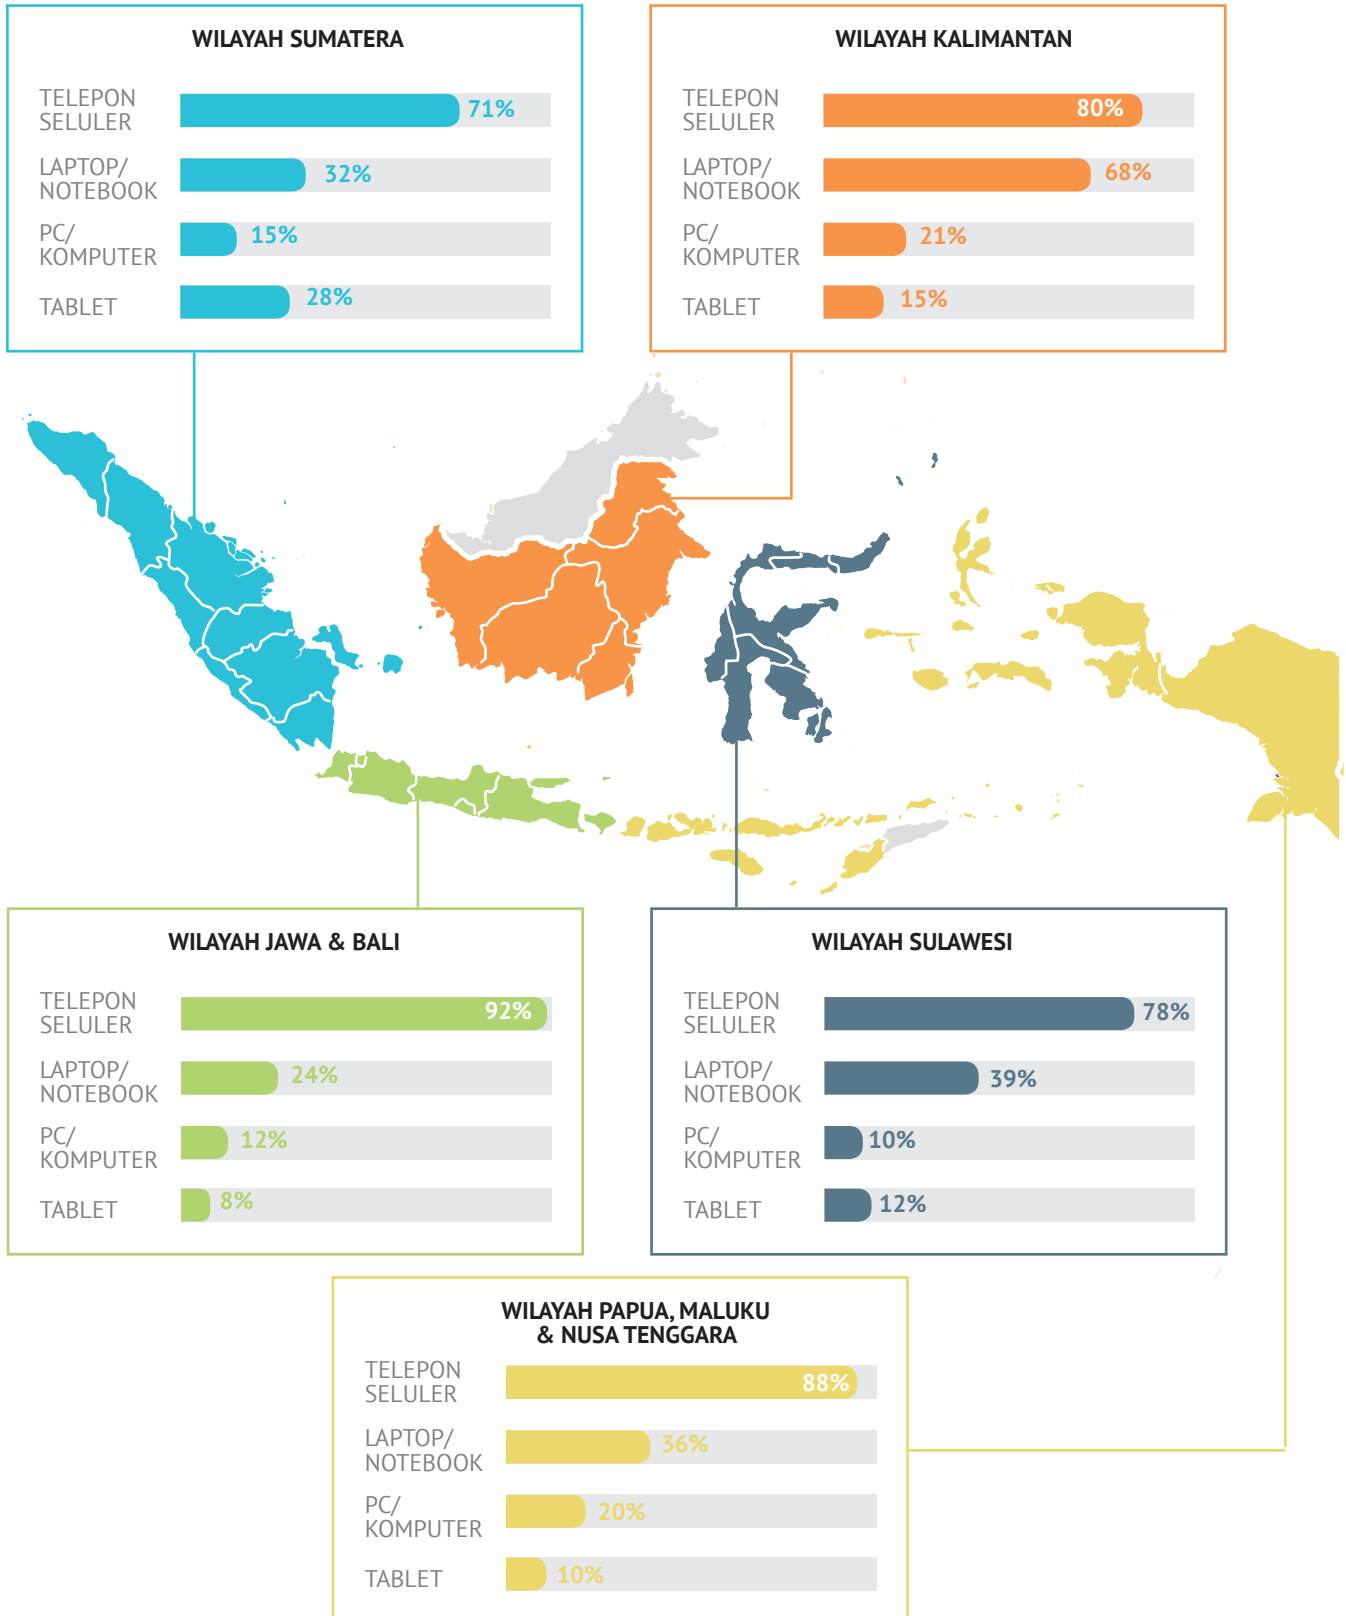 WILAYAH SUMATERA
TELEPON
SELULER
71%
LAPTOP/
NOTEBOOK
32%
PC/
KOMPUTER
15%
TABLET
28%
WILAYAH KALIMANTAN
TELEPON
SELULER
80%
LAPTOP/
NOTEBOOK
68%
PC/
KOMPUTER
21%
TABLET
15%
WILAYAH JAWA & BALI
TELEPON
SELULER
92%
LAPTOP/
NOTEBOOK
24%
PC/
KOMPUTER
12%
TABLET
8%
WILAYAH SULAWESI
TELEPON
SELULER
78%
LAPTOP/
NOTEBOOK
39%
PC/
KOMPUTER
10%
TABLET
12%
WILAYAH PAPUA, MALUKU
& NUSA TENGGARA
TELEPON
SELULER
88%
LAPTOP/
NOTEBOOK
36%
PC/
KOMPUTER
20%
TABLET
10%